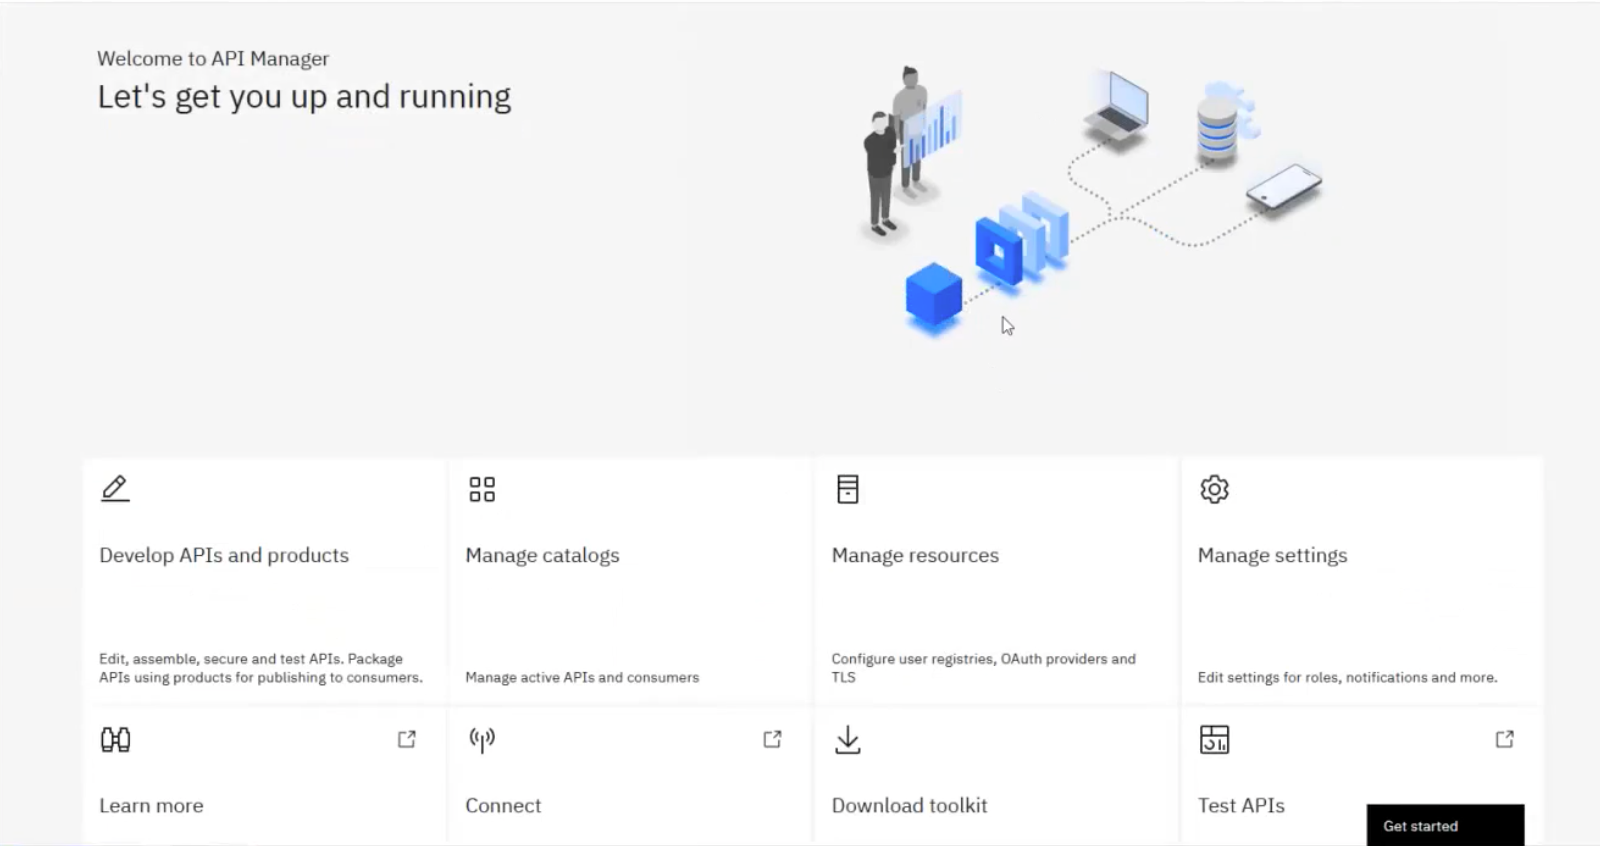 Welcome to API Manager
Let's get you up and running
Develop APIs and products
Edit, assemble, secure and test APIs. Package
APIs using products for publishing to consumers.
Manage catalogs
Manage active APIs and consumers
Manage resources
Configure user registries, OAuth providers and
TLS
Manage settings
Edit settings for roles, notifications and more.
Learn more
Connect
Download toolkit
Test APIs
Get started